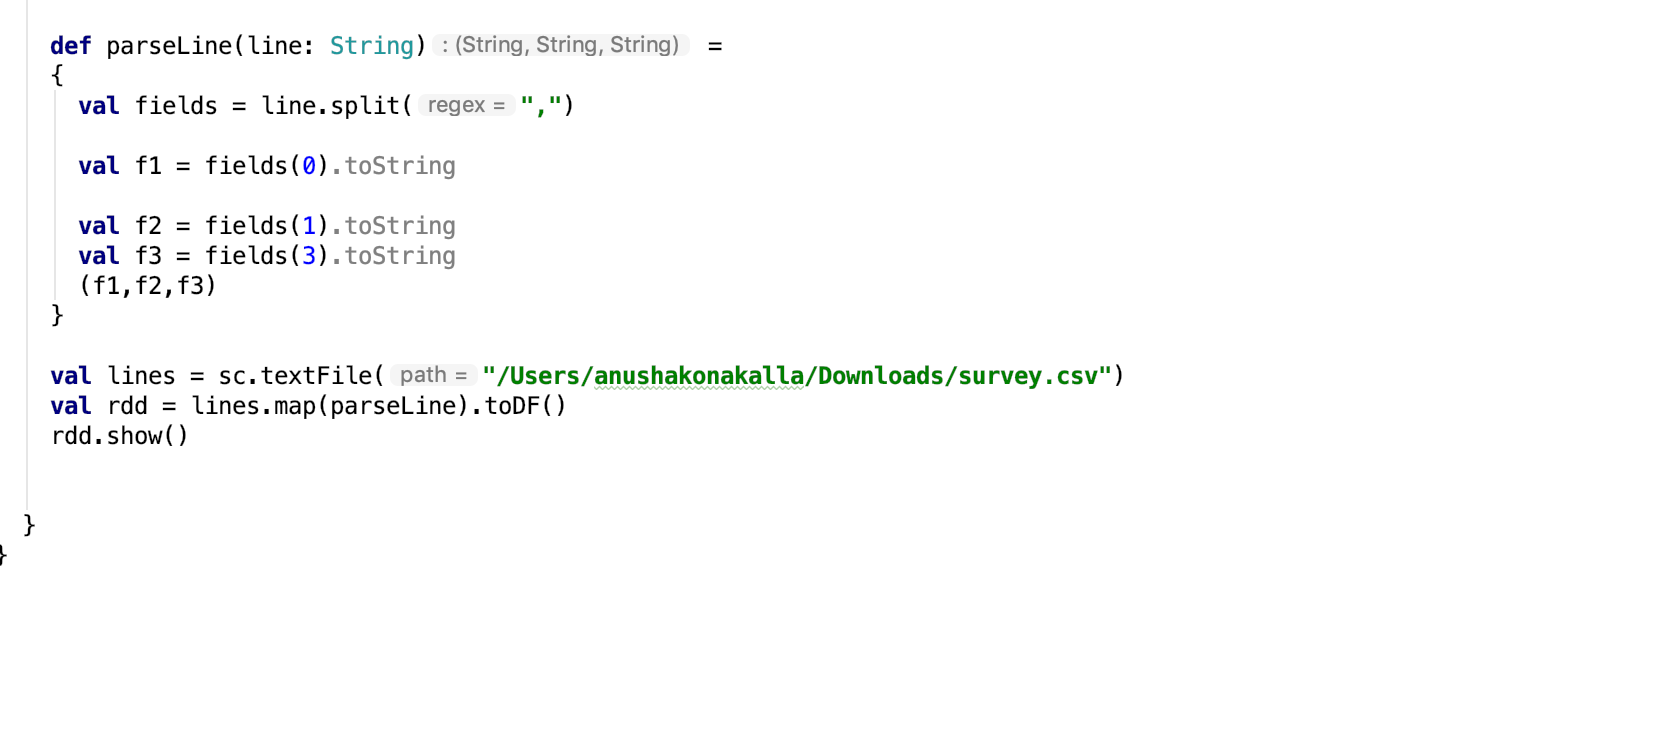 def parseLine(line: String) : (String, String, String) =
{
val fields = line.split( regex = ",")
val f1 = fields(0).toString
val f2 = fields(1).toString
val f3 = fields(3).toString
(f1,f2,f3)
}
val lines = sc.textFile( path = "/Users/anushakonakalla/Downloads/survey.csv")
val rdd = lines.map(parseLine).toDF()
rdd.show()
}
}